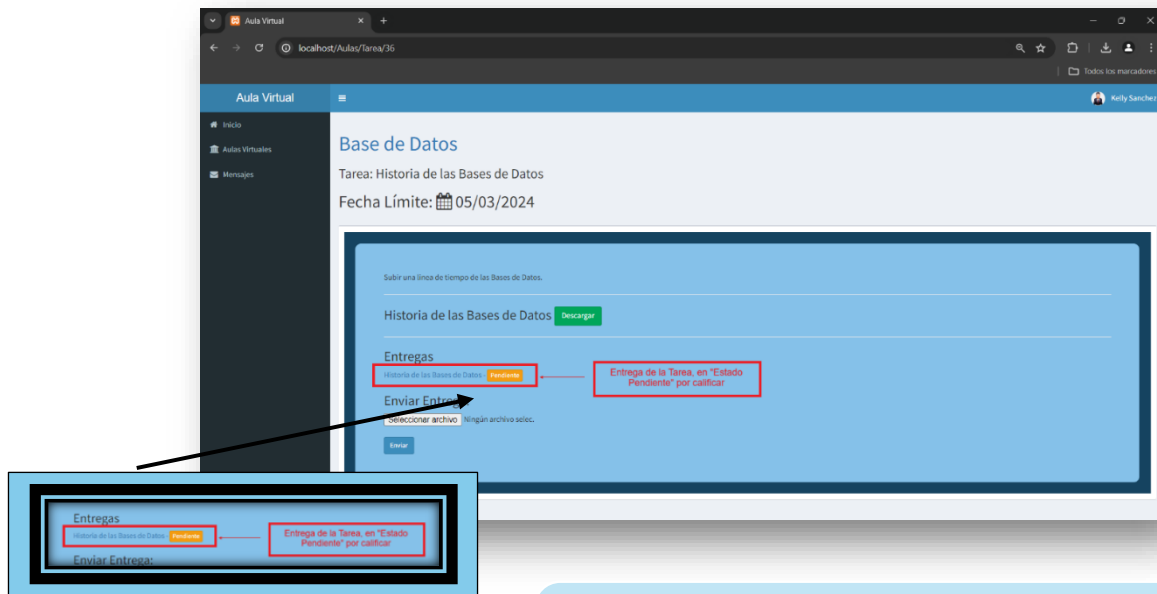 Aula Virtual
localhost/Aulas/Tarea/36
Todos los marcadores
Aula Virtual
Kelly Sanchez
Inicio
Aulas Virtuales
Mensajes
Base de Datos
Tarea: Historia de las Bases de Datos
Fecha Límite: 05/03/2024
Subir una linea de tiempo de las Bases de Datos.
Historia de las Bases de Datos Descargar
Entregas
Historia de las Bases de Datos - Pendiente
Entrega de la Tarea, en "Estado
Pendiente" por calificar
Enviar Entrega
Seleccionar archivo Ningún archivo selec.
Enviar
Entregas
Historia de las Bases de Datos - Pendiente
Entrega de la Tarea, en "Estado
Pendiente" por calificar
Enviar Entrega: